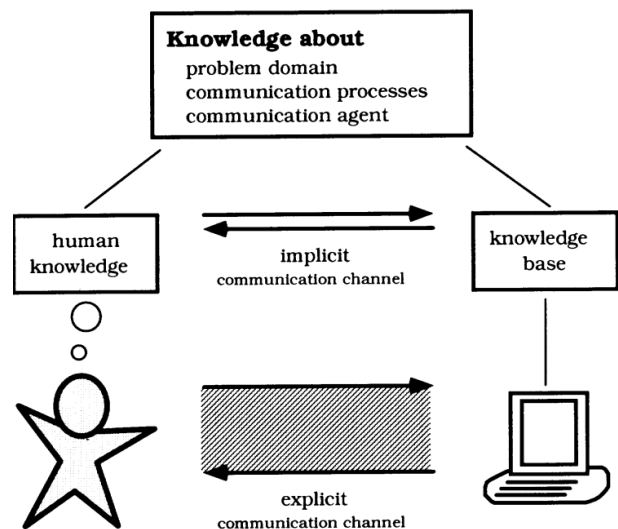 Knowledge about
problem domain
communication processes
communication agent
human
knowledge
implicit
communication channel
knowledge
base
explicit
communication channel